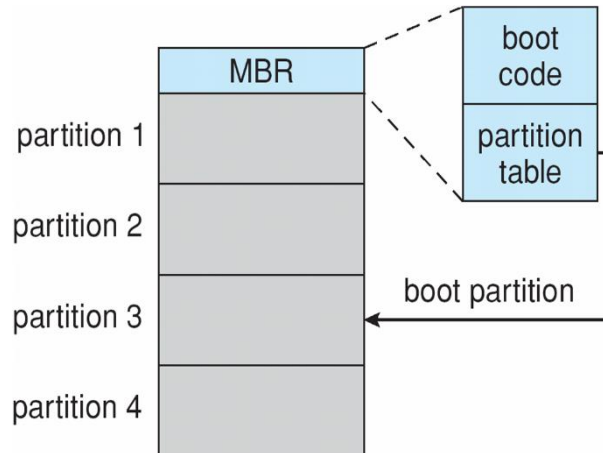 MBR
boot
code
partition
table
partition 1
partition 2
boot partition
partition 3
partition 4